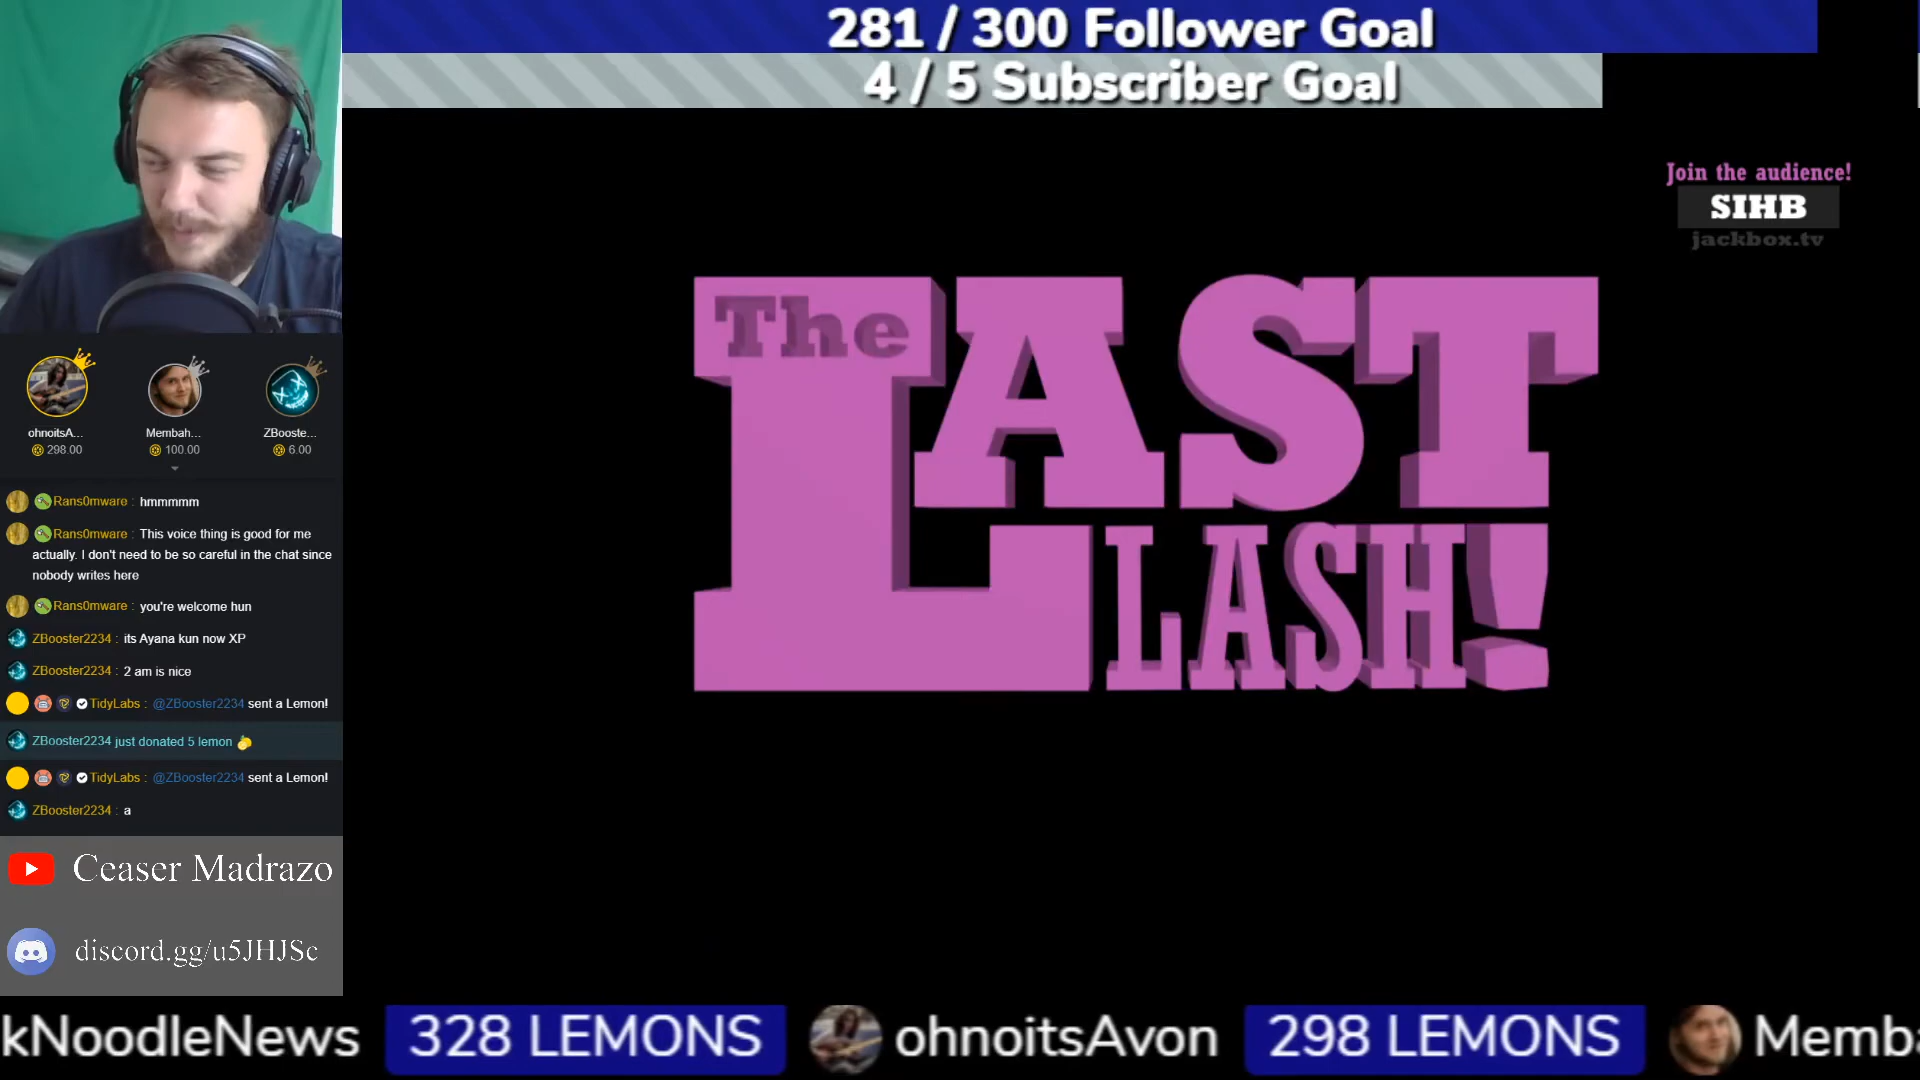 281 / 300 Follower Goal
4 / 5 Subscriber Goal
Join the audience!
SIHB
jackbox.tv
The LAST
LASH!
ohnoitsA... Membah... ZBooste...
298.00 100.00 6.00
Rans0mware : hmmmmm
Rans0mware : This voice thing is good for me
actually. I don't need to be so careful in the chat since
nobody writes here
Rans0mware : you're welcome hun
ZBooster2234 : its Ayana kun now XP
ZBooster2234 : 2 am is nice
TidyLabs : @ZBooster2234 sent a Lemon!
ZBooster2234 just donated 5 lemon
TidyLabs : @ZBooster2234 sent a Lemon!
ZBooster2234 : a
Ceaser Madrazo
discord.gg/u5JHJSc
kNoodleNews 328 LEMONS ohnoitsAvon 298 LEMONS Memba